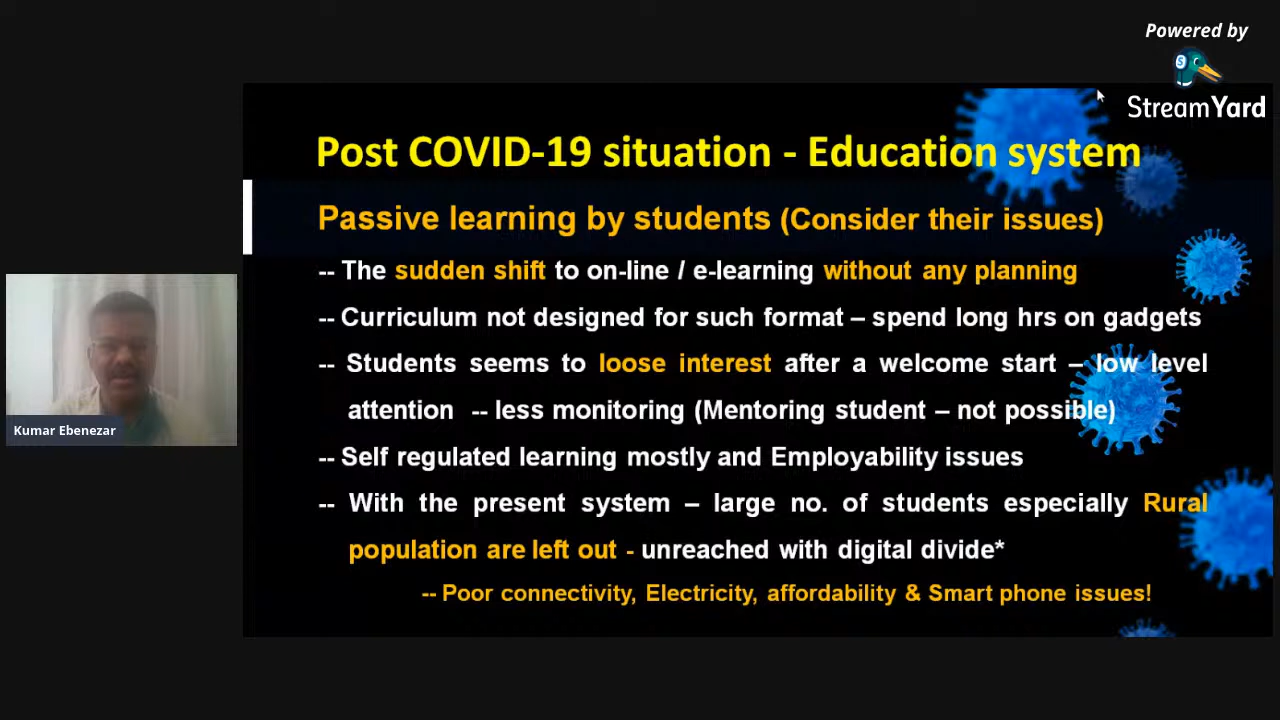 Powered by
StreamYard
Post COVID-19 situation - Education system
Passive learning by students (Consider their issues)
-- The sudden shift to on-line / e-learning without any planning
-- Curriculum not designed for such format – spend long hrs on gadgets
-- Students seems to loose interest after a welcome start – low level
attention -- less monitoring (Mentoring student – not possible)
-- Self regulated learning mostly and Employability issues
-- With the present system – large no. of students especially Rural
population are left out - unreached with digital divide*
-- Poor connectivity, Electricity, affordability & Smart phone issues!
Kumar Ebenezar